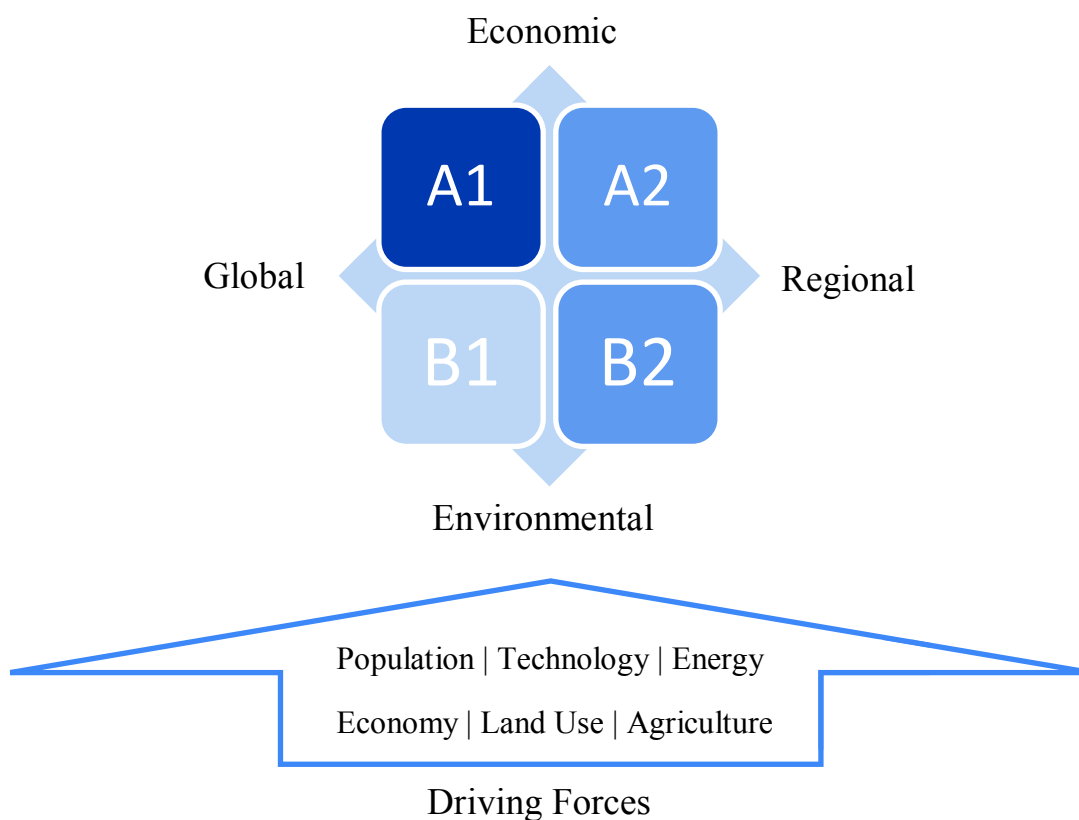 Economic
A1 A2
Global
Regional
B1 B2
Environmental
Population | Technology | Energy
Economy | Land Use | Agriculture
Driving Forces